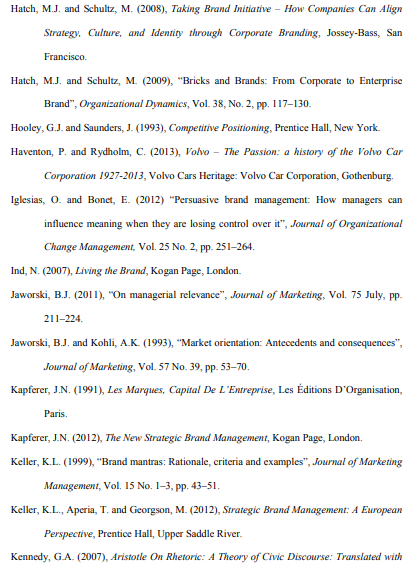 Hatch, M.J. and Schultz, M. (2008), Taking Brand Initiative – How Companies Can Align
Strategy, Culture, and Identity through Corporate Branding, Jossey-Bass, San
Francisco.
Hatch, M.J. and Schultz, M. (2009), “Bricks and Brands: From Corporate to Enterprise
Brand”, Organizational Dynamics, Vol. 38, No. 2, pp. 117–130.
Hooley, G.J. and Saunders, J. (1993), Competitive Positioning, Prentice Hall, New York.
Haventon, P. and Rydholm, C. (2013), Volvo – The Passion: a history of the Volvo Car
Corporation 1927-2013, Volvo Cars Heritage: Volvo Car Corporation, Gothenburg.
Iglesias, O. and Bonet, E. (2012) “Persuasive brand management: How managers can
influence meaning when they are losing control over it”, Journal of Organizational
Change Management, Vol. 25 No. 2, pp. 251–264.
Ind, N. (2007), Living the Brand, Kogan Page, London.
Jaworski, B.J. (2011), “On managerial relevance”, Journal of Marketing, Vol. 75 July, pp.
211–224.
Jaworski, B.J. and Kohli, A.K. (1993), “Market orientation: Antecedents and consequences”,
Journal of Marketing, Vol. 57 No. 39, pp. 53–70.
Kapferer, J.N. (1991), Les Marques, Capital De L’Entreprise, Les Éditions D’Organisation,
Paris.
Kapferer, J.N. (2012), The New Strategic Brand Management, Kogan Page, London.
Keller, K.L. (1999), “Brand mantras: Rationale, criteria and examples”, Journal of Marketing
Management, Vol. 15 No. 1–3, pp. 43–51.
Keller, K.L., Aperia, T. and Georgson, M. (2012), Strategic Brand Management: A European
Perspective, Prentice Hall, Upper Saddle River.
Kennedy, G.A. (2007), Aristotle On Rhetoric: A Theory of Civic Discourse: Translated with